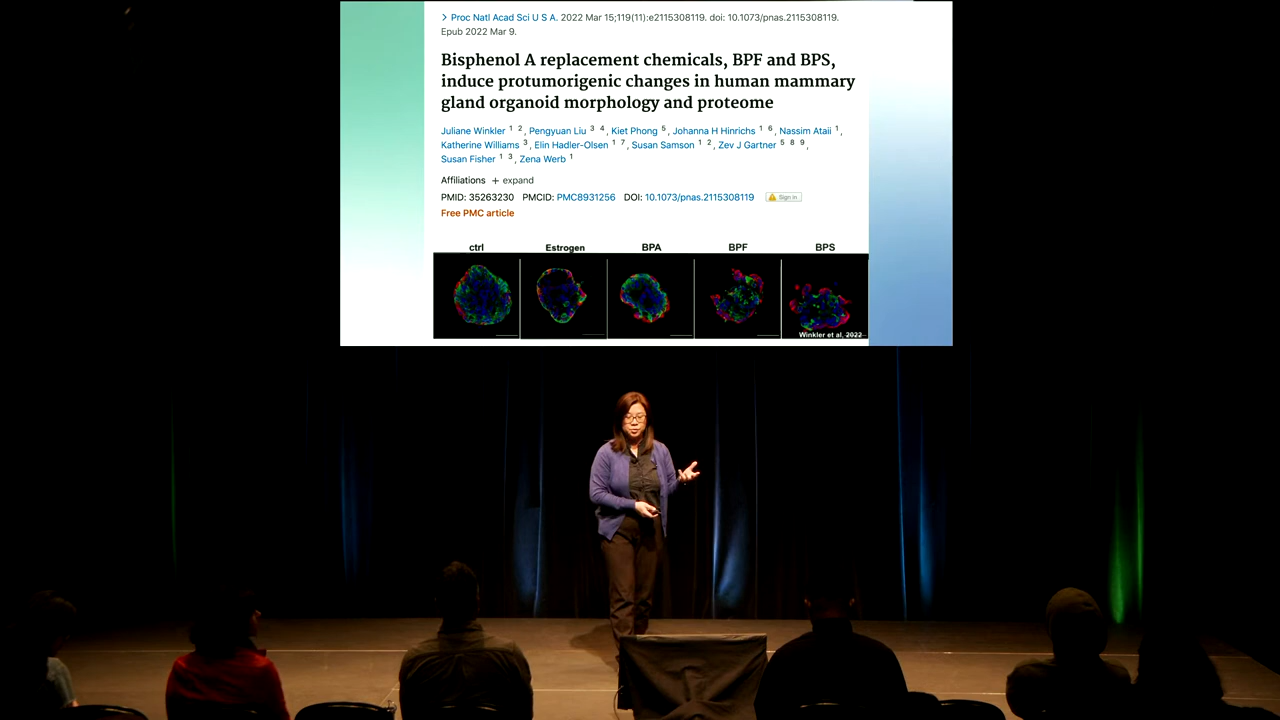 > Proc Natl Acad Sci U S A. 2022 Mar 15;119(11):e2115308119. doi: 10.1073/pnas.2115308119.
Epub 2022 Mar 9.
Bisphenol A replacement chemicals, BPF and BPS,
induce protumorigenic changes in human mammary
gland organoid morphology and proteome
Juliane Winkler 1 2, Pengyuan Liu 3 4, Kiet Phong 5, Johanna H Hinrichs 1 6, Nassim Ataii 1,
Katherine Williams 3, Elin Hadler-Olsen 1 7, Susan Samson 1 2, Zev J Gartner 5 8 9,
Susan Fisher 1 3, Zena Werb 1
Affiliations + expand
PMID: 35263230 PMCID: PMC8931256 DOI: 10.1073/pnas.2115308119 Sign in
Free PMC article
ctrl Estrogen BPA BPF BPS
Winkler et al, 2022